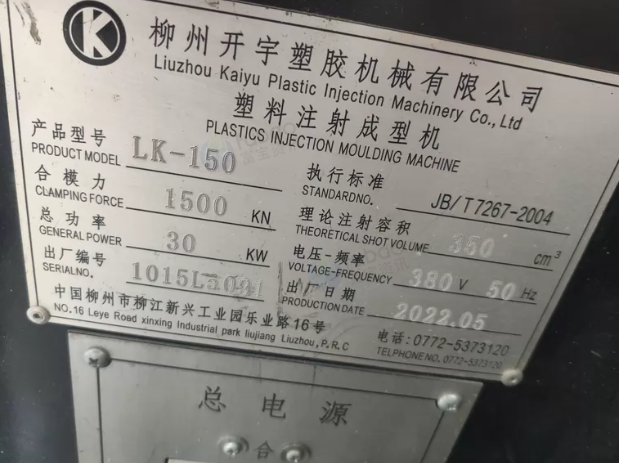 K
柳州开宇塑胶机械有限公司
Liuzhou Kaiyu Plastic Injection Machinery Co.,Ltd
塑料注射成型机
PLASTICS INJECTION MOULDING MACHINE
产品型号 LK-150
PRODUCT MODEL
执行标准 JB/T7267-2004
STANDARDNO.
合模力 1500 KN
CLAMPING FORCE
理论注射容积 350 cm³
THEORETICAL SHOT VOLUME
总功率 30 KW
GENERAL POWER
电压-频率 380 V 50 Hz
VOLTAGE-FREQUENCY
出厂编号
SERIALNO.
出厂日期 2022.05
PRODUCTION DATE
中国柳州市柳江新兴工业园乐业路16号
NO.16 Leye Road xinxing Industrial park liujiang Liuzhou,P,R.C
电话:0772-5373120
TELPHONE NO. 0772-5373120
总电源
合